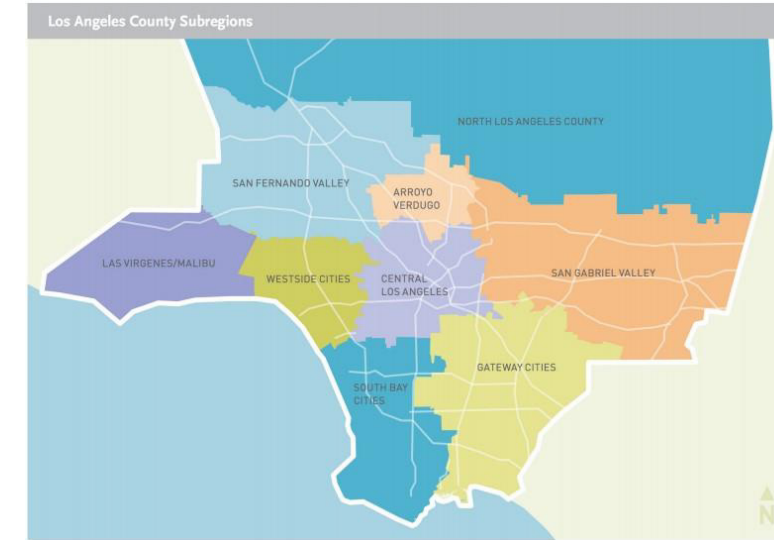 Los Angeles County Subregions
NORTH LOS ANGELES COUNTY
SAN FERNANDO VALLEY
ARROYO
VERDUGO
LAS VIRGENES/MALIBU
WESTSIDE CITIES
CENTRAL
LOS ANGELES
SAN GABRIEL VALLEY
GATEWAY CITIES
SOUTH BAY
CITIES
N